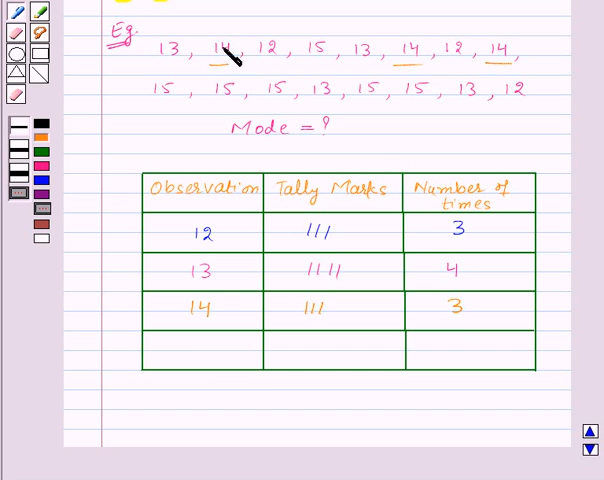 Eg.
13, 14, 12, 15, 13, 14, 12, 14,
15, 15, 15, 13, 15, 15, 13, 12
Mode = ?
Observation Tally Marks Number of times
12 /// 3
13 //// 4
14 /// 3